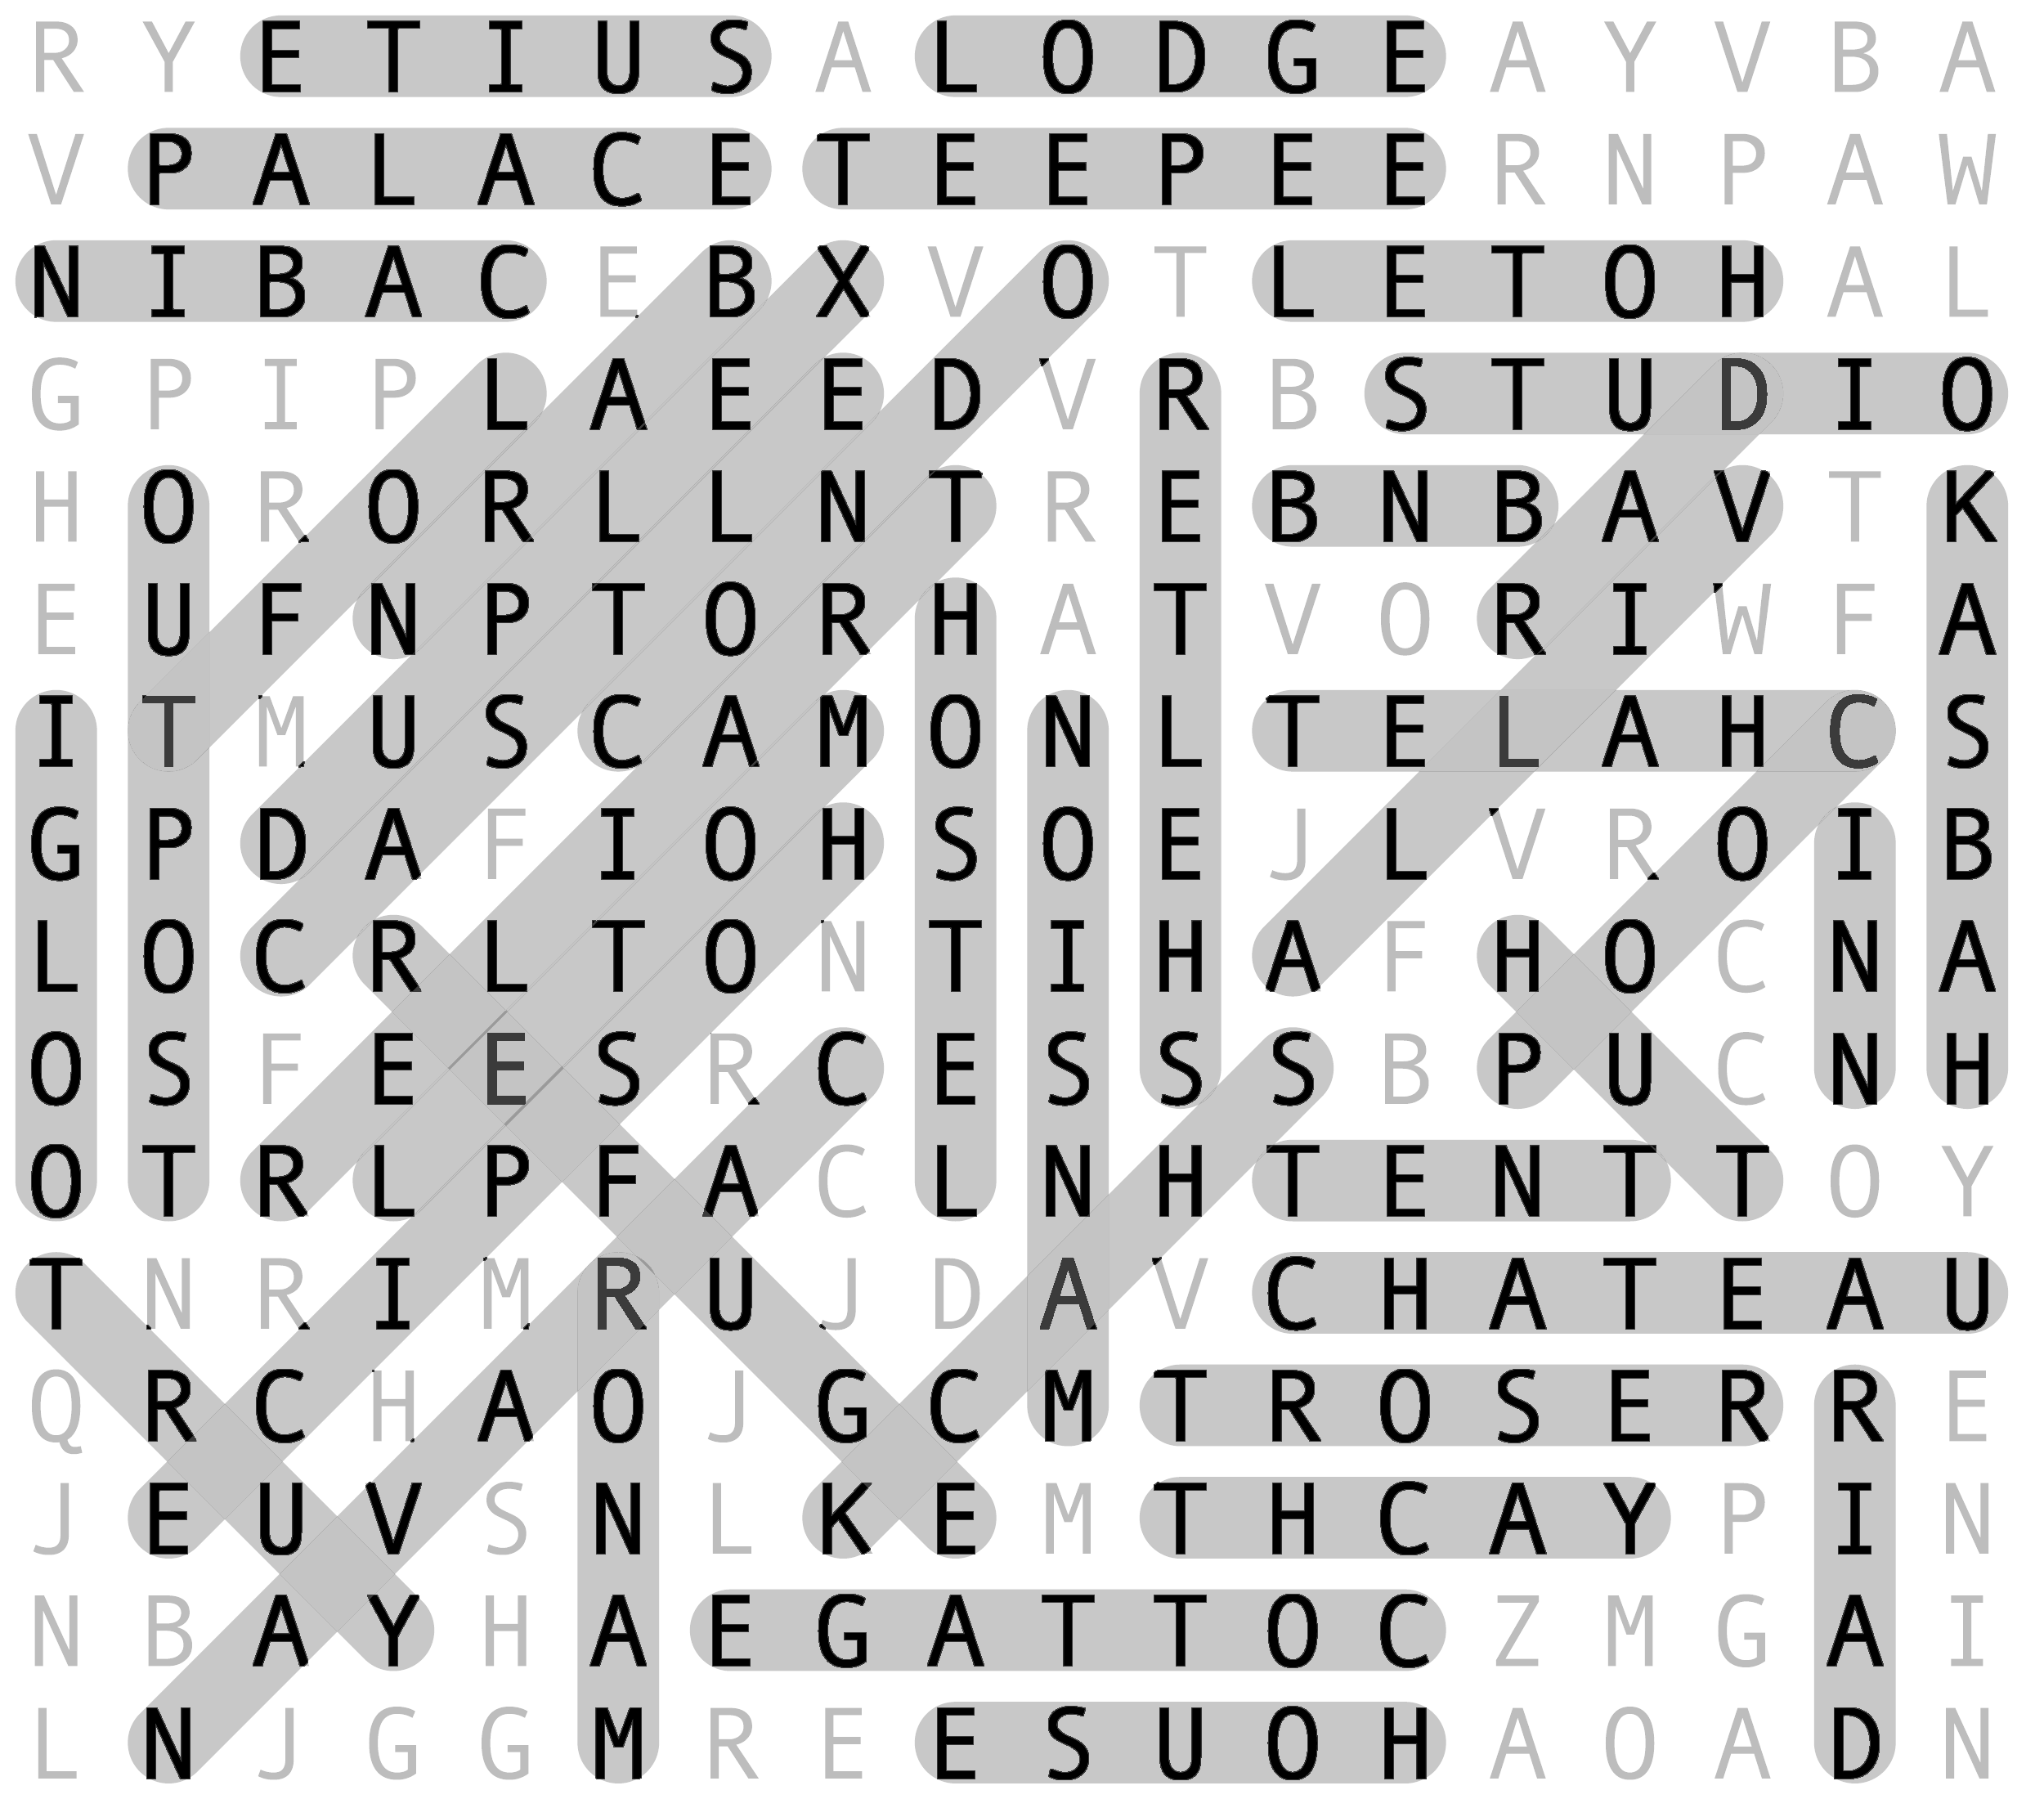 R Y E T I U S A L O D G E A Y V B A
V P A L A C E T E E P E E R N P A W
N I B A C E B X V O T L E T O H A L
G P I P L A E E D V R B S T U D I O
H O R O R L L N T R E B N B A V T K
E U F N P T O R H A T V O R I W F A
I T M U S C A M O N L T E L A H C S
G P D A F I O H S O E J L V R O I B
L O C R L T O N T I H A F H O C N A
O S F E E S R C E S S S B P U C N H
O T R L P F A C L N H T E N T T O Y
T N R I M R U J D A V C H A T E A U
Q R C H A O J G C M T R O S E R R E
J E U V S N L K E M T H C A Y P I N
N B A Y H A E G A T T O C Z M G A I
L N J G G M R E E S U O H A O A D N